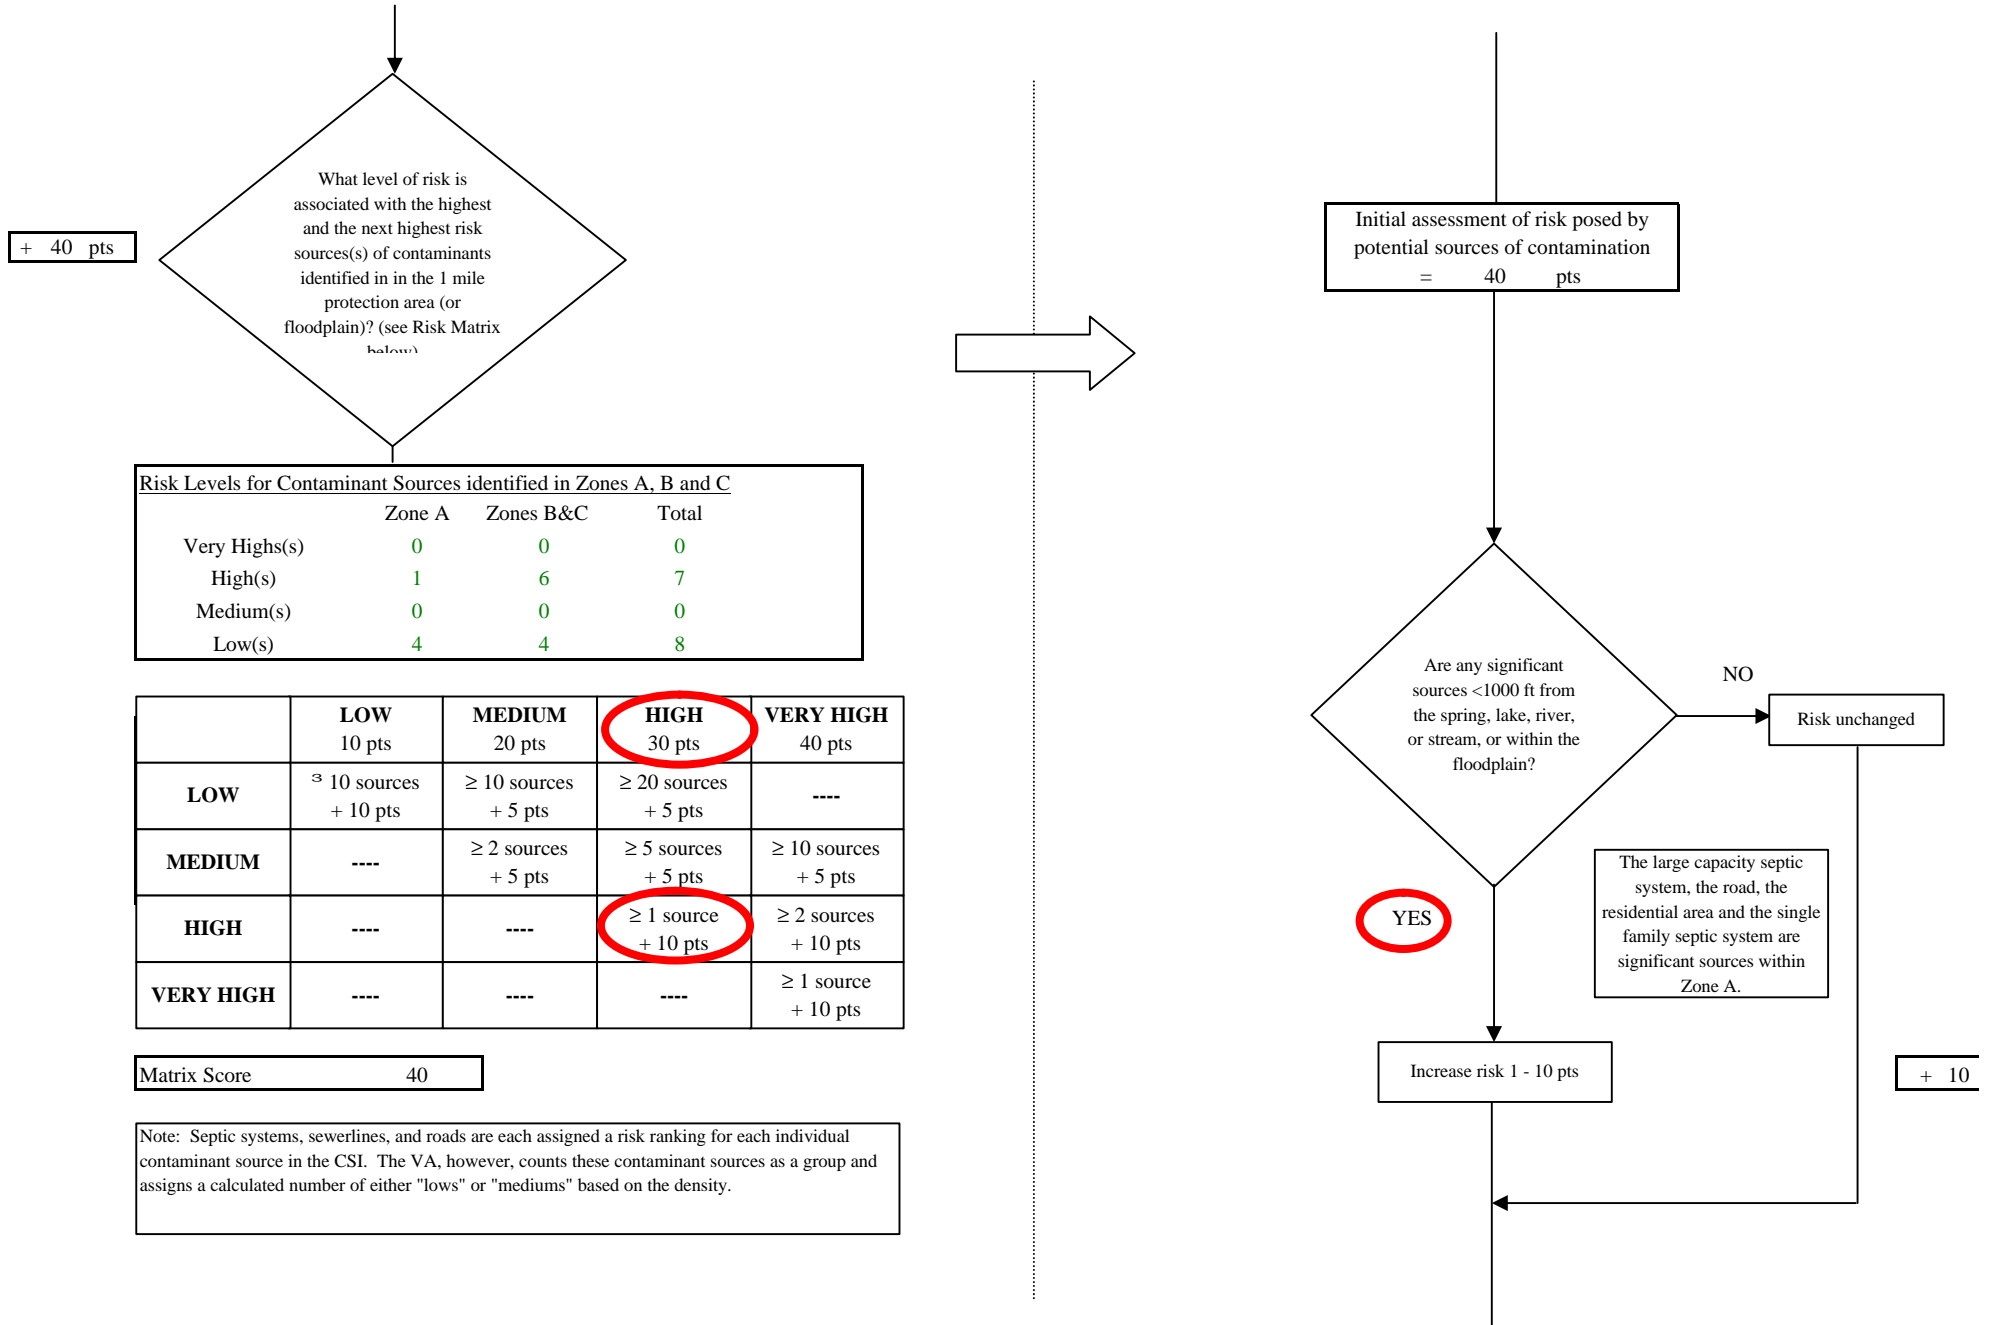 + 40 pts
What level of risk is
associated with the highest
and the next highest risk
sources(s) of contaminants
identified in in the 1 mile
protection area (or
floodplain)? (see Risk Matrix
below)
Risk Levels for Contaminant Sources identified in Zones A, B and C
Zone A Zones B&C Total
Very Highs(s) 0 0 0
High(s) 1 6 7
Medium(s) 0 0 0
Low(s) 4 4 8
LOW MEDIUM HIGH VERY HIGH
10 pts 20 pts 30 pts 40 pts
LOW ³ 10 sources ≥ 10 sources ≥ 20 sources ----
+ 10 pts + 5 pts + 5 pts
MEDIUM ---- ≥ 2 sources ≥ 5 sources ≥ 10 sources
+ 5 pts + 5 pts + 5 pts
HIGH ---- ---- ≥ 1 source ≥ 2 sources
+ 10 pts + 10 pts
VERY HIGH ---- ---- ---- ≥ 1 source
+ 10 pts
Matrix Score 40
Note: Septic systems, sewerlines, and roads are each assigned a risk ranking for each individual
contaminant source in the CSI. The VA, however, counts these contaminant sources as a group and
assigns a calculated number of either "lows" or "mediums" based on the density.
Initial assessment of risk posed by
potential sources of contamination
= 40 pts
Are any significant
sources <1000 ft from
the spring, lake, river,
or stream, or within the
floodplain?
NO
Risk unchanged
YES
The large capacity septic
system, the road, the
residential area and the single
family septic system are
significant sources within
Zone A.
Increase risk 1 - 10 pts
+ 10